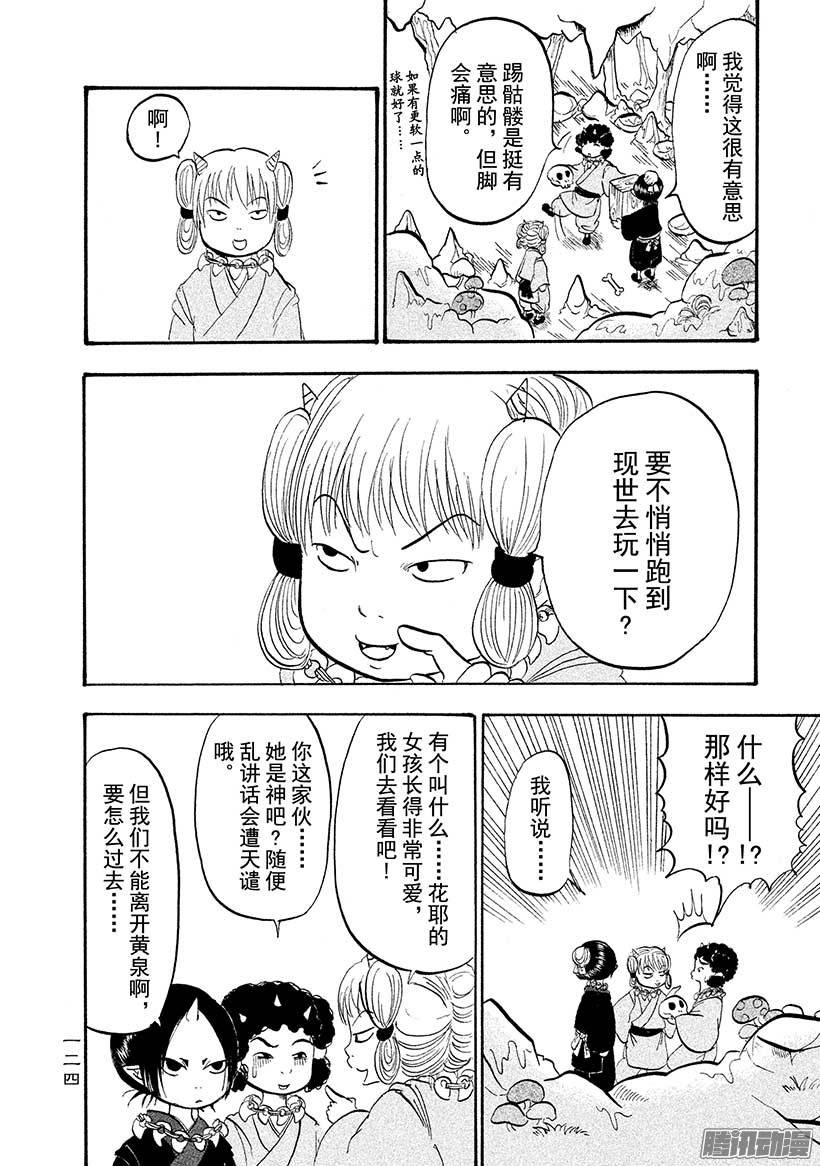 我觉得这很有意思
啊……
踢骷髅是挺有
意思的，但脚
会痛啊。
如果有更软一点的
球就好了……
啊！
要不悄悄跑到
现世去玩一下？
什么——！？
那样好吗！？
我听说……
有个叫什么……花耶的
女孩长得非常可爱，
我们去看看吧！
你这家伙……
她是神吧？随便
乱讲话会遭天谴
哦。
但我们不能离开黄泉啊，
要怎么过去……
一二四
腾讯动漫